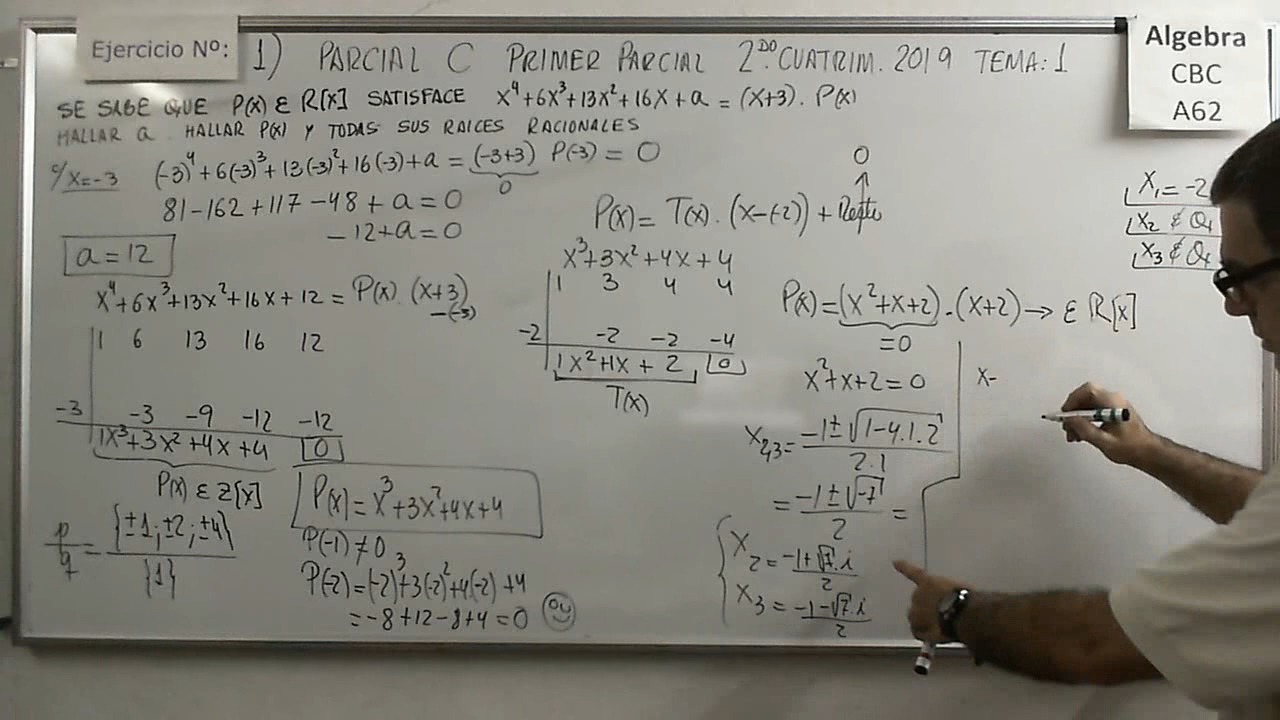 Ejercicio Nº:
1) PARCIAL C PRIMER PARCIAL 2DO. CUATRIM. 2019 TEMA: 1
Algebra
CBC
A62
SE SABE QUE P(x) ε R[x] SATISFACE x⁴+6x³+13x²+16x+a = (x+3). P(x)
HALLAR a HALLAR P(x) Y TODAS SUS RAICES RACIONALES
c/x=-3 (-3)⁴+6(-3)³+13(-3)²+16(-3)+a = (-3+3) P(-3) = 0
0
81-162+117-48+a=0
-12+a=0
a=12
x⁴+6x³+13x²+16x+12 = P(x).(x+3)
-(-3)
1 6 13 16 12
-3 -3 -9 -12 -12
1x³+3x²+4x+4 0
P(x) ε Z[x]
p/q = {±1;±2;±4}/{1}
P(x)=x³+3x²+4x+4
P(-1)≠0
P(-2)=(-2)³+3(-2)²+4(-2)+4
=-8+12-8+4=0
0
P(x)= T(x).(x-(-2))+Resto
x³+3x²+4x+4
1 3 4 4
-2 -2 -2 -4
1x²+1x+2 0
T(x)
P(x)=(x²+x+2).(x+2)→ ε R[x]
=0
x²+x+2=0
x2,3= (-1±√(1-4.1.2))/(2.1)
= (-1±√-7)/2 =
x2= (-1+√7.i)/2
x3= (-1-√7.i)/2
x-
x1=-2
x2 ∉ Q
x3 ∉ Q